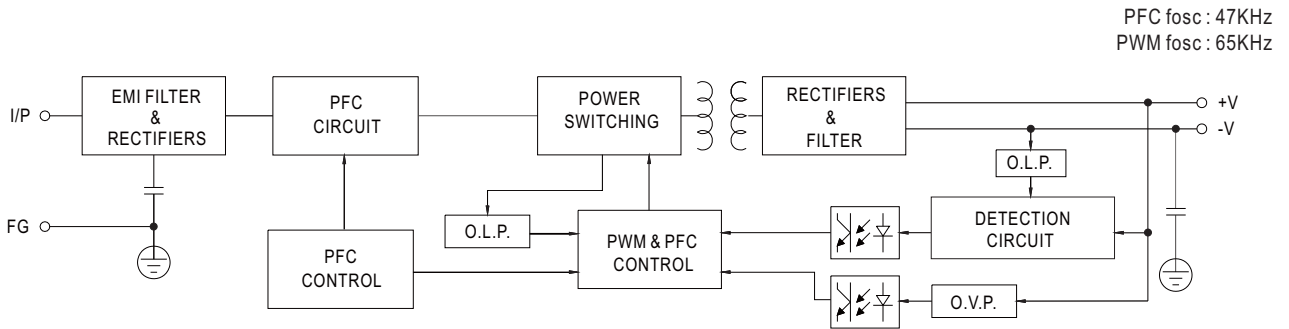 PFC fosc : 47KHz
PWM fosc : 65KHz
I/P
EMI FILTER
&
RECTIFIERS
PFC
CIRCUIT
POWER
SWITCHING
RECTIFIERS
&
FILTER
+V
-V
O.L.P.
FG
O.L.P.
PFC
CONTROL
PWM & PFC
CONTROL
DETECTION
CIRCUIT
O.V.P.